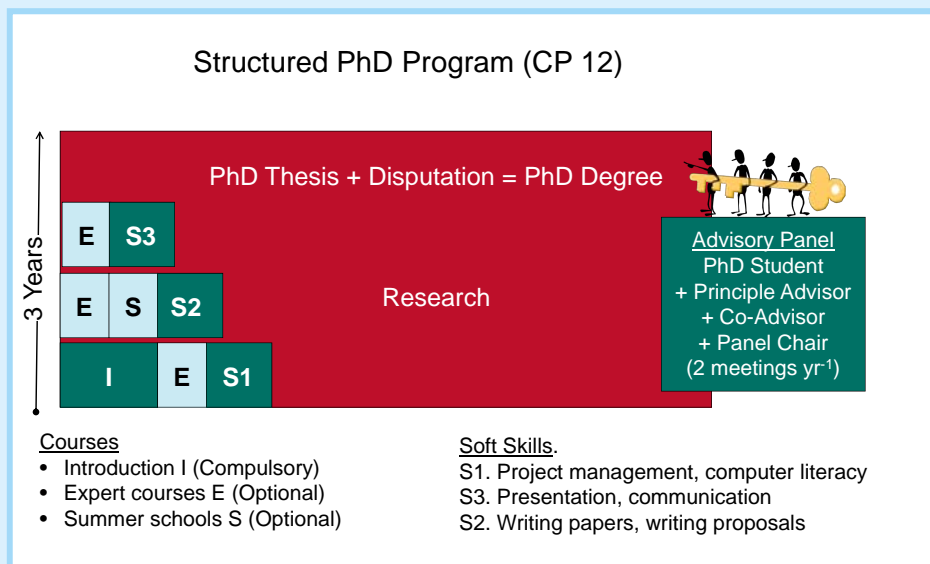 Structured PhD Program (CP 12)
3 Years
PhD Thesis + Disputation = PhD Degree
E S3
E S S2
I E S1
Research
Advisory Panel
PhD Student
+ Principle Advisor
+ Co-Advisor
+ Panel Chair
(2 meetings yr⁻¹)
Courses
• Introduction I (Compulsory)
• Expert courses E (Optional)
• Summer schools S (Optional)
Soft Skills.
S1. Project management, computer literacy
S3. Presentation, communication
S2. Writing papers, writing proposals